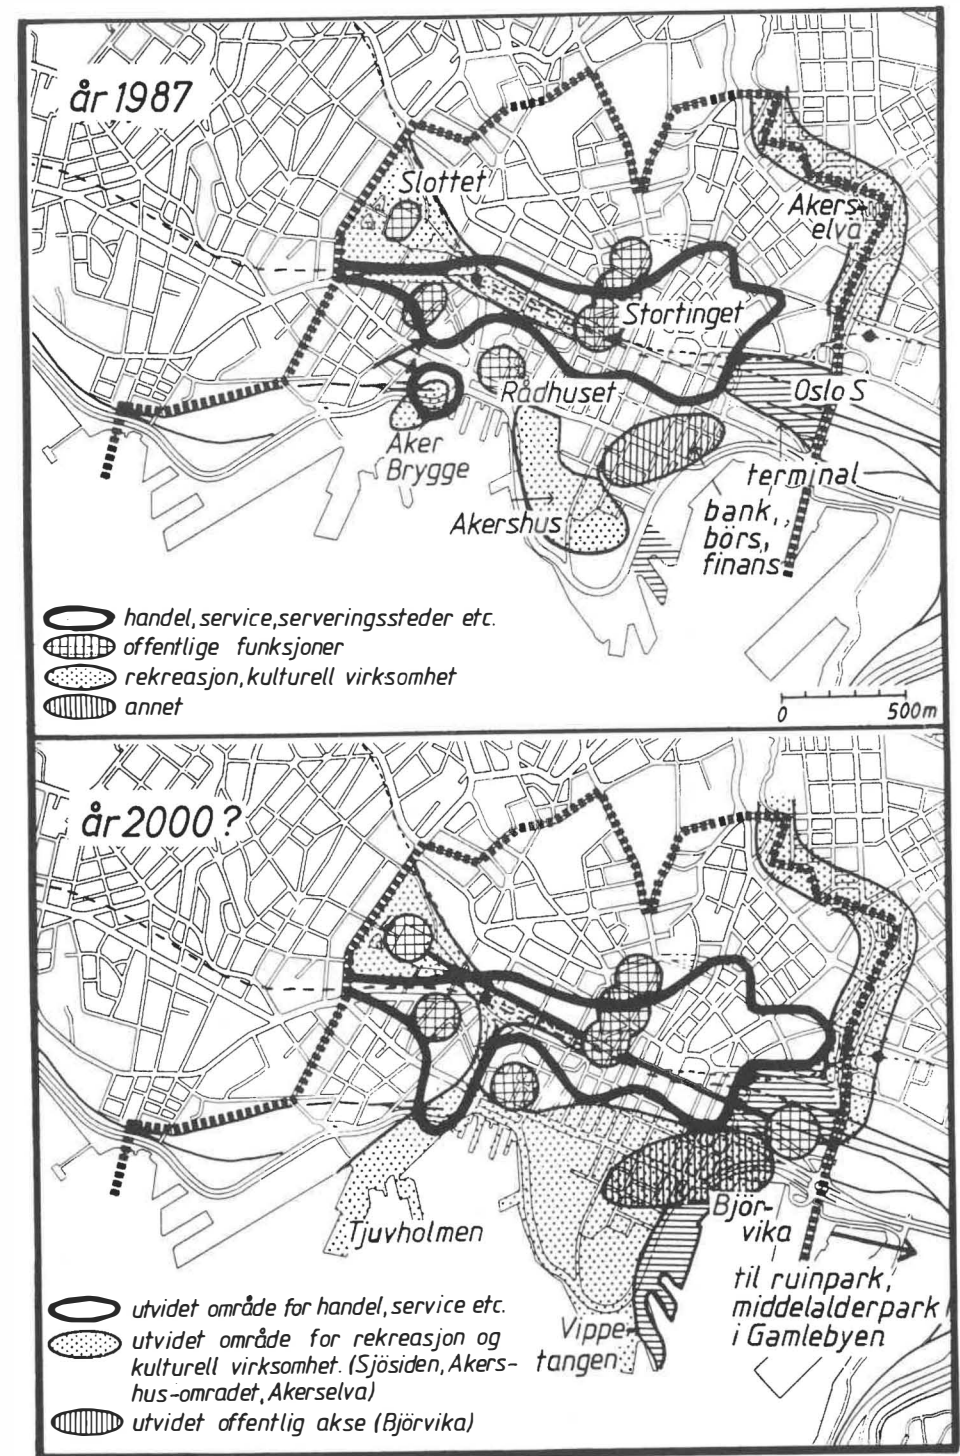 år 1987
Slottet
Akers-
elva
Stortinget
Rådhuset
Oslo S
Aker
Brygge
terminal
Akershus
bank,
börs,
finans
handel, service, serveringssteder etc.
offentlige funksjoner
rekreasjon, kulturell virksomhet
annet
0 500m
år 2000?
Tjuvholmen
Björ-
vika
til ruinpark,
middelalderpark
i Gamlebyen
Vippe-
tangen
utvidet område for handel, service etc.
utvidet område for rekreasjon og
kulturell virksomhet. (Sjösiden, Akers-
hus-omradet, Akerselva)
utvidet offentlig akse (Björvika)